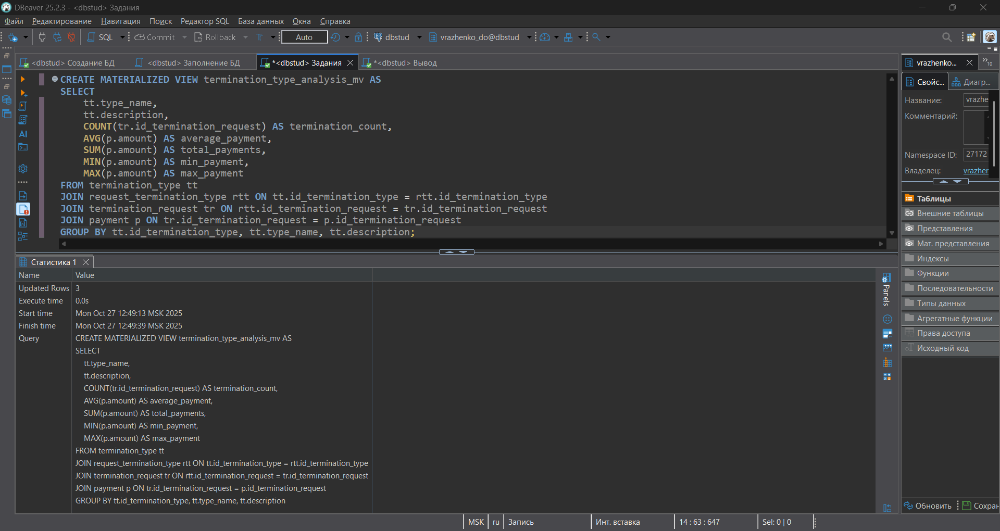 DBeaver 25.2.3 - <dbstud> Задания
Файл Редактирование Навигация Поиск Редактор SQL База данных Окна Справка
SQL Commit Rollback Auto dbstud vrazhenko_do@dbstud
<dbstud> Создание БД <dbstud> Заполнение БД *<dbstud> Задания *<dbstud> Вывод
CREATE MATERIALIZED VIEW termination_type_analysis_mv AS
SELECT
tt.type_name,
tt.description,
COUNT(tr.id_termination_request) AS termination_count,
AVG(p.amount) AS average_payment,
SUM(p.amount) AS total_payments,
MIN(p.amount) AS min_payment,
MAX(p.amount) AS max_payment
FROM termination_type tt
JOIN request_termination_type rtt ON tt.id_termination_type = rtt.id_termination_type
JOIN termination_request tr ON rtt.id_termination_request = tr.id_termination_request
JOIN payment p ON tr.id_termination_request = p.id_termination_request
GROUP BY tt.id_termination_type, tt.type_name, tt.description;
AI
Статистика 1
Name Value
Updated Rows 3
Execute time 0.0s
Start time Mon Oct 27 12:49:13 MSK 2025
Finish time Mon Oct 27 12:49:39 MSK 2025
Query CREATE MATERIALIZED VIEW termination_type_analysis_mv AS
SELECT
tt.type_name,
tt.description,
COUNT(tr.id_termination_request) AS termination_count,
AVG(p.amount) AS average_payment,
SUM(p.amount) AS total_payments,
MIN(p.amount) AS min_payment,
MAX(p.amount) AS max_payment
FROM termination_type tt
JOIN request_termination_type rtt ON tt.id_termination_type = rtt.id_termination_type
JOIN termination_request tr ON rtt.id_termination_request = tr.id_termination_request
JOIN payment p ON tr.id_termination_request = p.id_termination_request
GROUP BY tt.id_termination_type, tt.type_name, tt.description
Panels
vrazhenko... »10
Свойс... Диагр...
Название: vrazhe
Комментарий:
Namespace ID: 27172
Владелец: vrazher
Таблицы
Внешние таблицы
Представления
Мат. представления
Индексы
Функции
Последовательности
Типы данных
Агрегатные функции
Права доступа
Исходный код
Обновить Сохран
MSK ru Запись Инт. вставка 14 : 63 : 647 Sel: 0 | 0